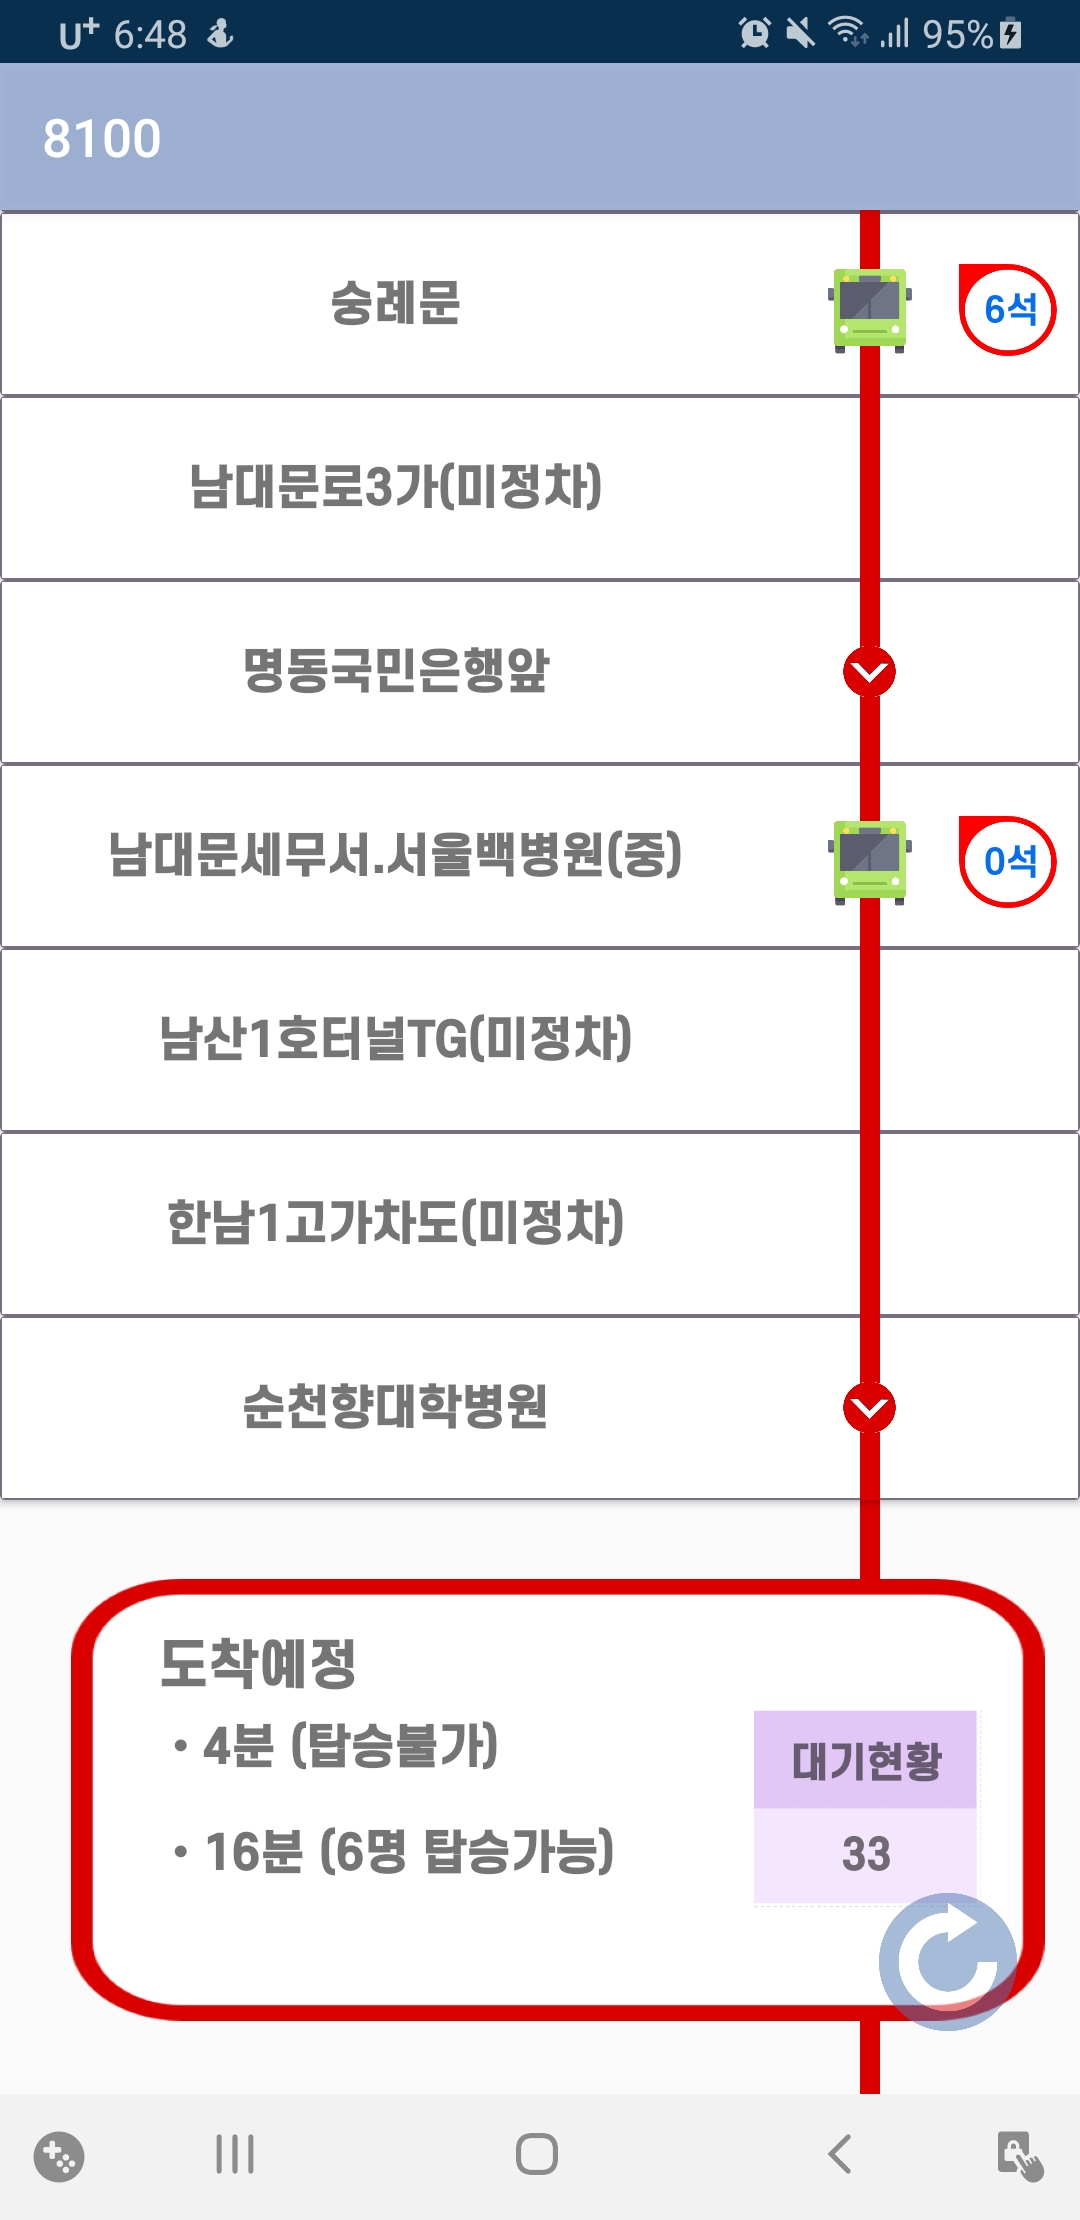 U+ 6:48 95%
8100
숭례문 6석
남대문로3가(미정차)
명동국민은행앞
남대문세무서.서울백병원(중) 0석
남산1호터널TG(미정차)
한남1고가차도(미정차)
순천향대학병원
도착예정
· 4분 (탑승불가)
대기현황
· 16분 (6명 탑승가능)
33